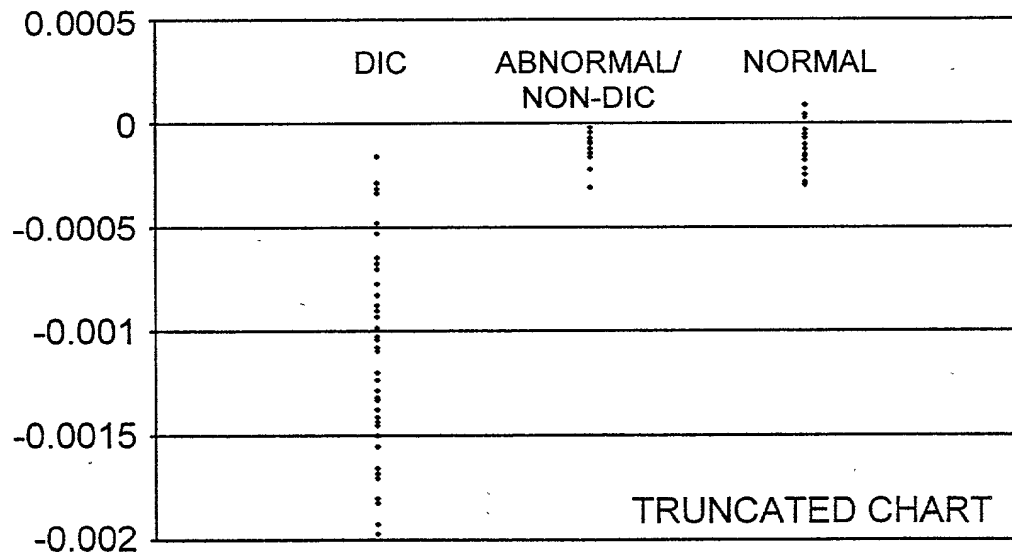 0.0005
DIC
ABNORMAL/
NON-DIC
NORMAL
0
-0.0005
-0.001
-0.0015
-0.002
TRUNCATED CHART